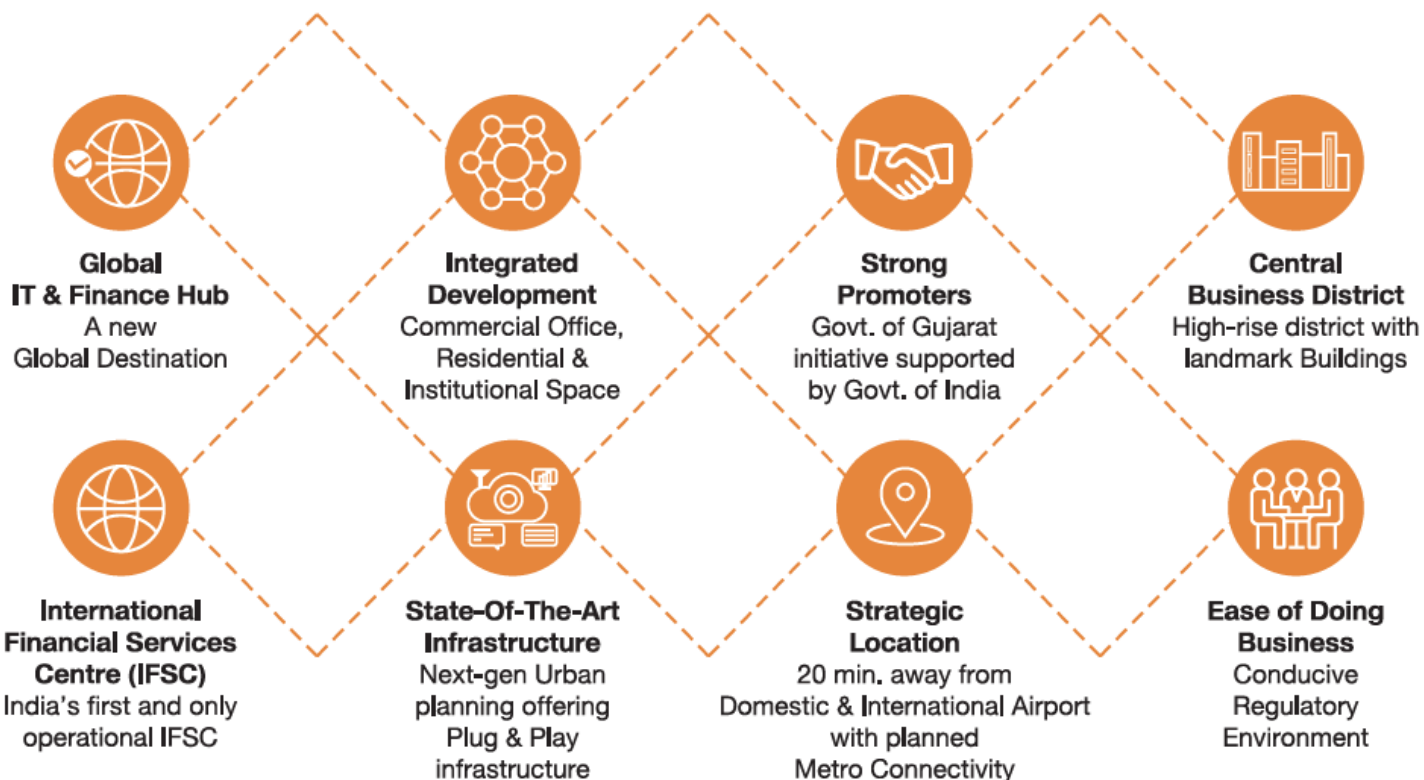 Global
IT & Finance Hub
A new
Global Destination
Integrated
Development
Commercial Office,
Residential &
Institutional Space
Strong
Promoters
Govt. of Gujarat
initiative supported
by Govt. of India
Central
Business District
High-rise district with
landmark Buildings
International
Financial Services
Centre (IFSC)
India's first and only
operational IFSC
State-Of-The-Art
Infrastructure
Next-gen Urban
planning offering
Plug & Play
infrastructure
Strategic
Location
20 min. away from
Domestic & International Airport
with planned
Metro Connectivity
Ease of Doing
Business
Conducive
Regulatory
Environment